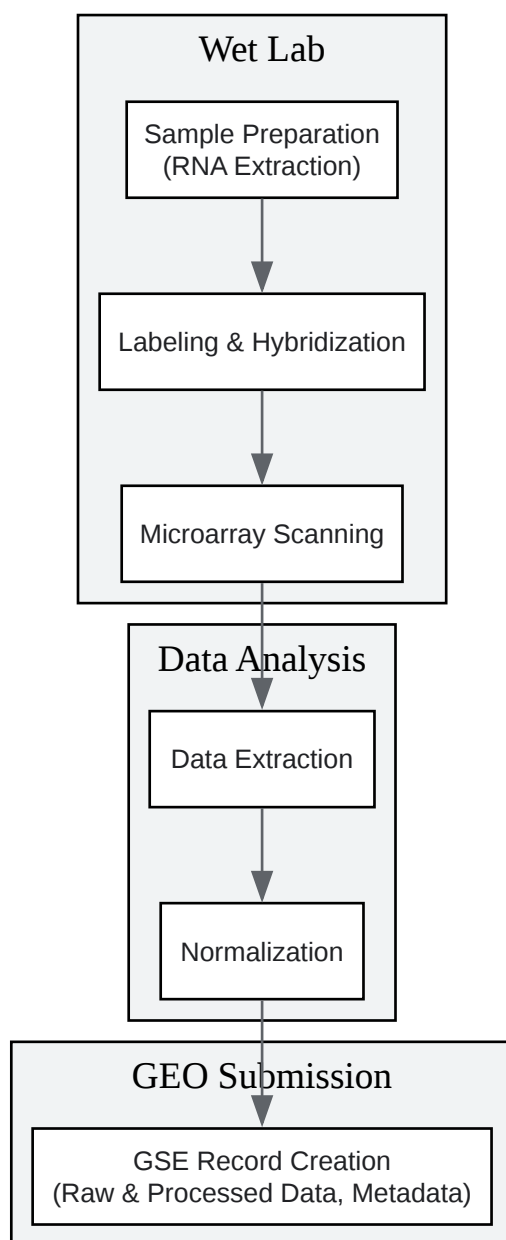 Wet Lab
Sample Preparation
(RNA Extraction)
Labeling & Hybridization
Microarray Scanning
Data Analysis
Data Extraction
Normalization
GEO Submission
GSE Record Creation
(Raw & Processed Data, Metadata)